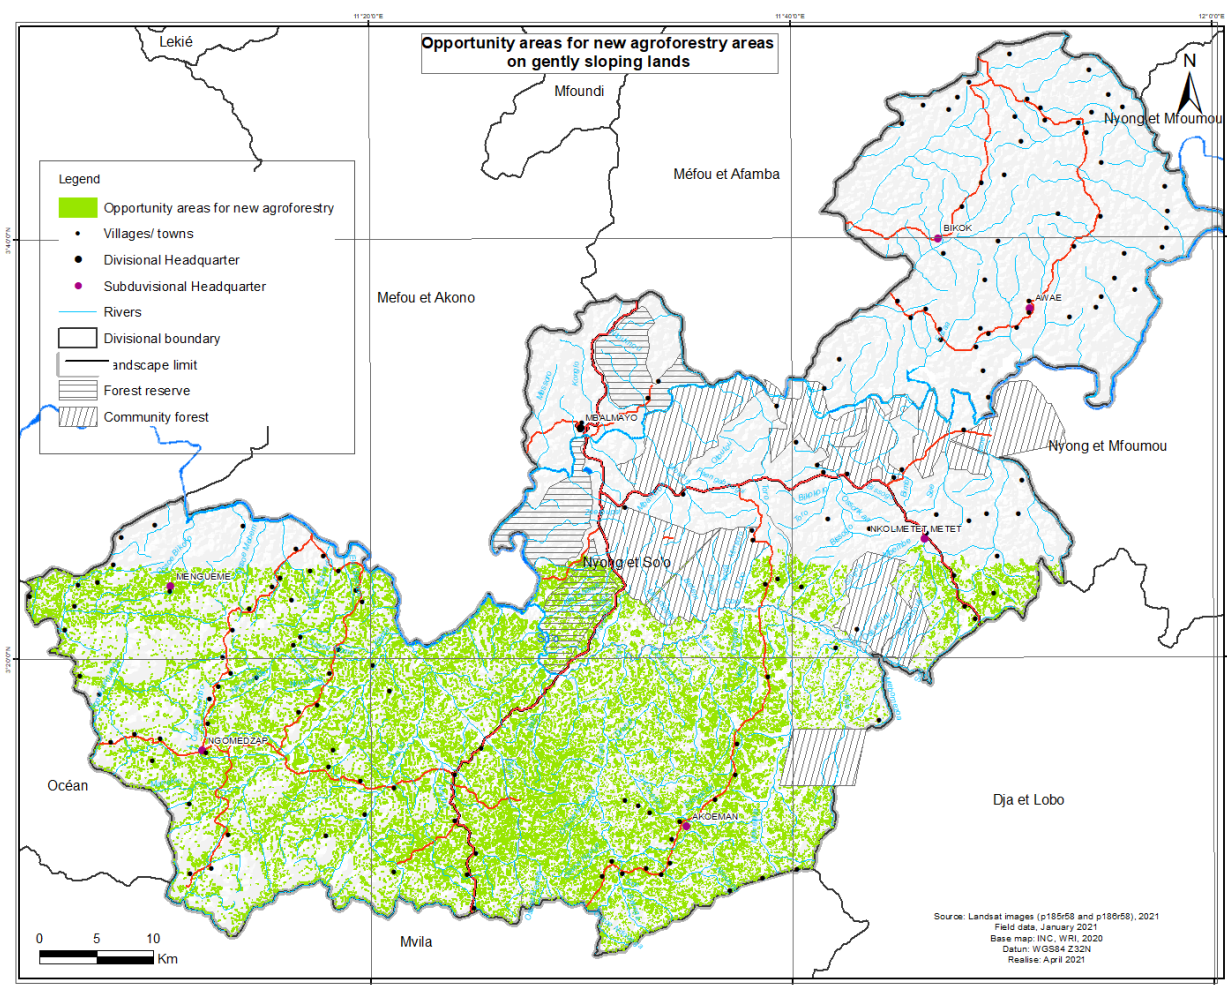 11°20'0"E
11°40'0"E
12°0'0"E
Lekié
Opportunity areas for new agroforestry areas
on gently sloping lands
N
Mfoundi
Nyong et Mfoumou
Méfou et Afamba
Legend
Opportunity areas for new agroforestry
Villages/ towns
Divisional Headquarter
Subduvisional Headquarter
Rivers
Divisional boundary
andscape limit
Forest reserve
Community forest
3°40'0"N
BIKOK
Mefou et Akono
AWAE
MBALMAYO
Nyong et Mfoumou
NKOLMETET METET
Nyong et So'o
MENGUEME
3°20'0"N
NGOMEDZAP
Océan
Dja et Lobo
AKOEMAN
Mvila
0 5 10
Km
Source: Landsat images (p185r58 and p186r58), 2021
Field data, January 2021
Base map: INC, WRI, 2020
Datun: WGS84 Z32N
Realise: April 2021